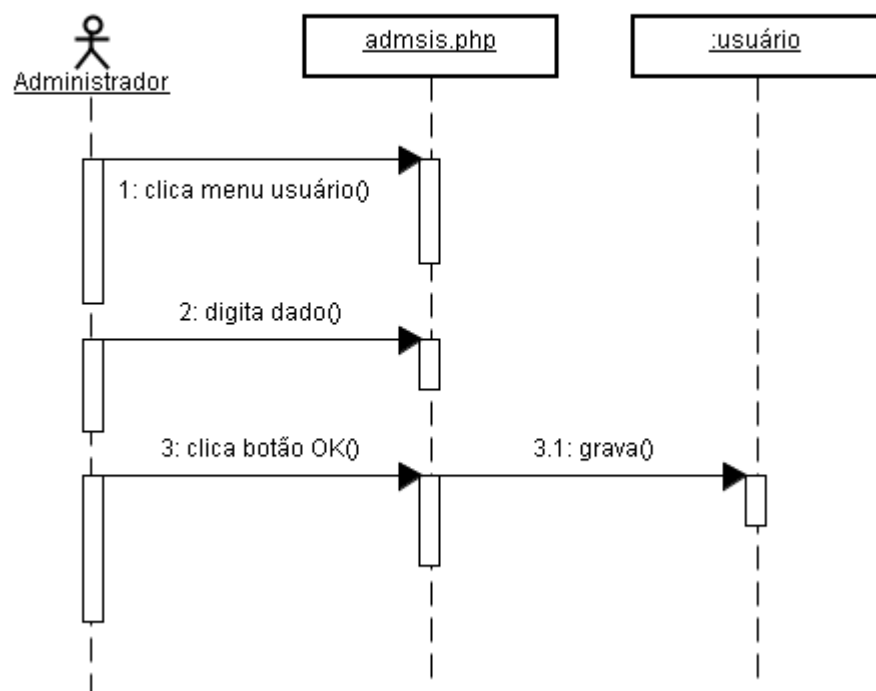 Administrador
admsis.php
:usuário
1: clica menu usuário()
2: digita dado()
3: clica botão OK()
3.1: grava()